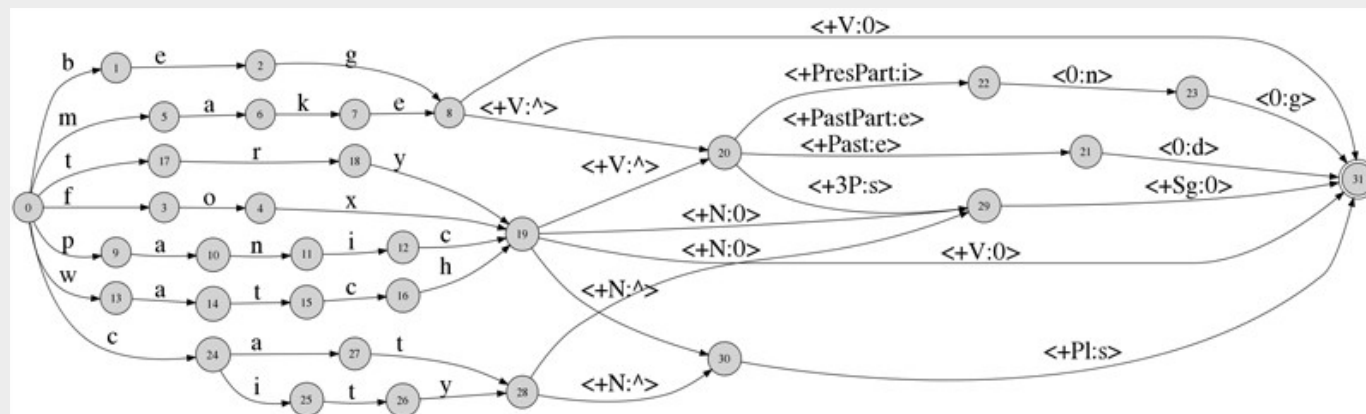 <+V:0>
b 1 e 2 g
<+PresPart:i> 22 <0:n> 23 <0:g>
m 5 a 6 k 7 e 8 <+V:^>
<+PastPart:e>
<+Past:e> 20 21 <0:d>
t 17 r 18 y <+V:^>
<+3P:s> 29 <+Sg:0> 31
0 f 3 o 4 x 19 <+N:0>
p 9 a 10 n 11 i 12 c <+N:0> <+V:0>
w 13 a 14 t 15 c 16 h <+N:^>
c 24 a 27 t 30 <+Pl:s>
i 25 t 26 y 28 <+N:^>